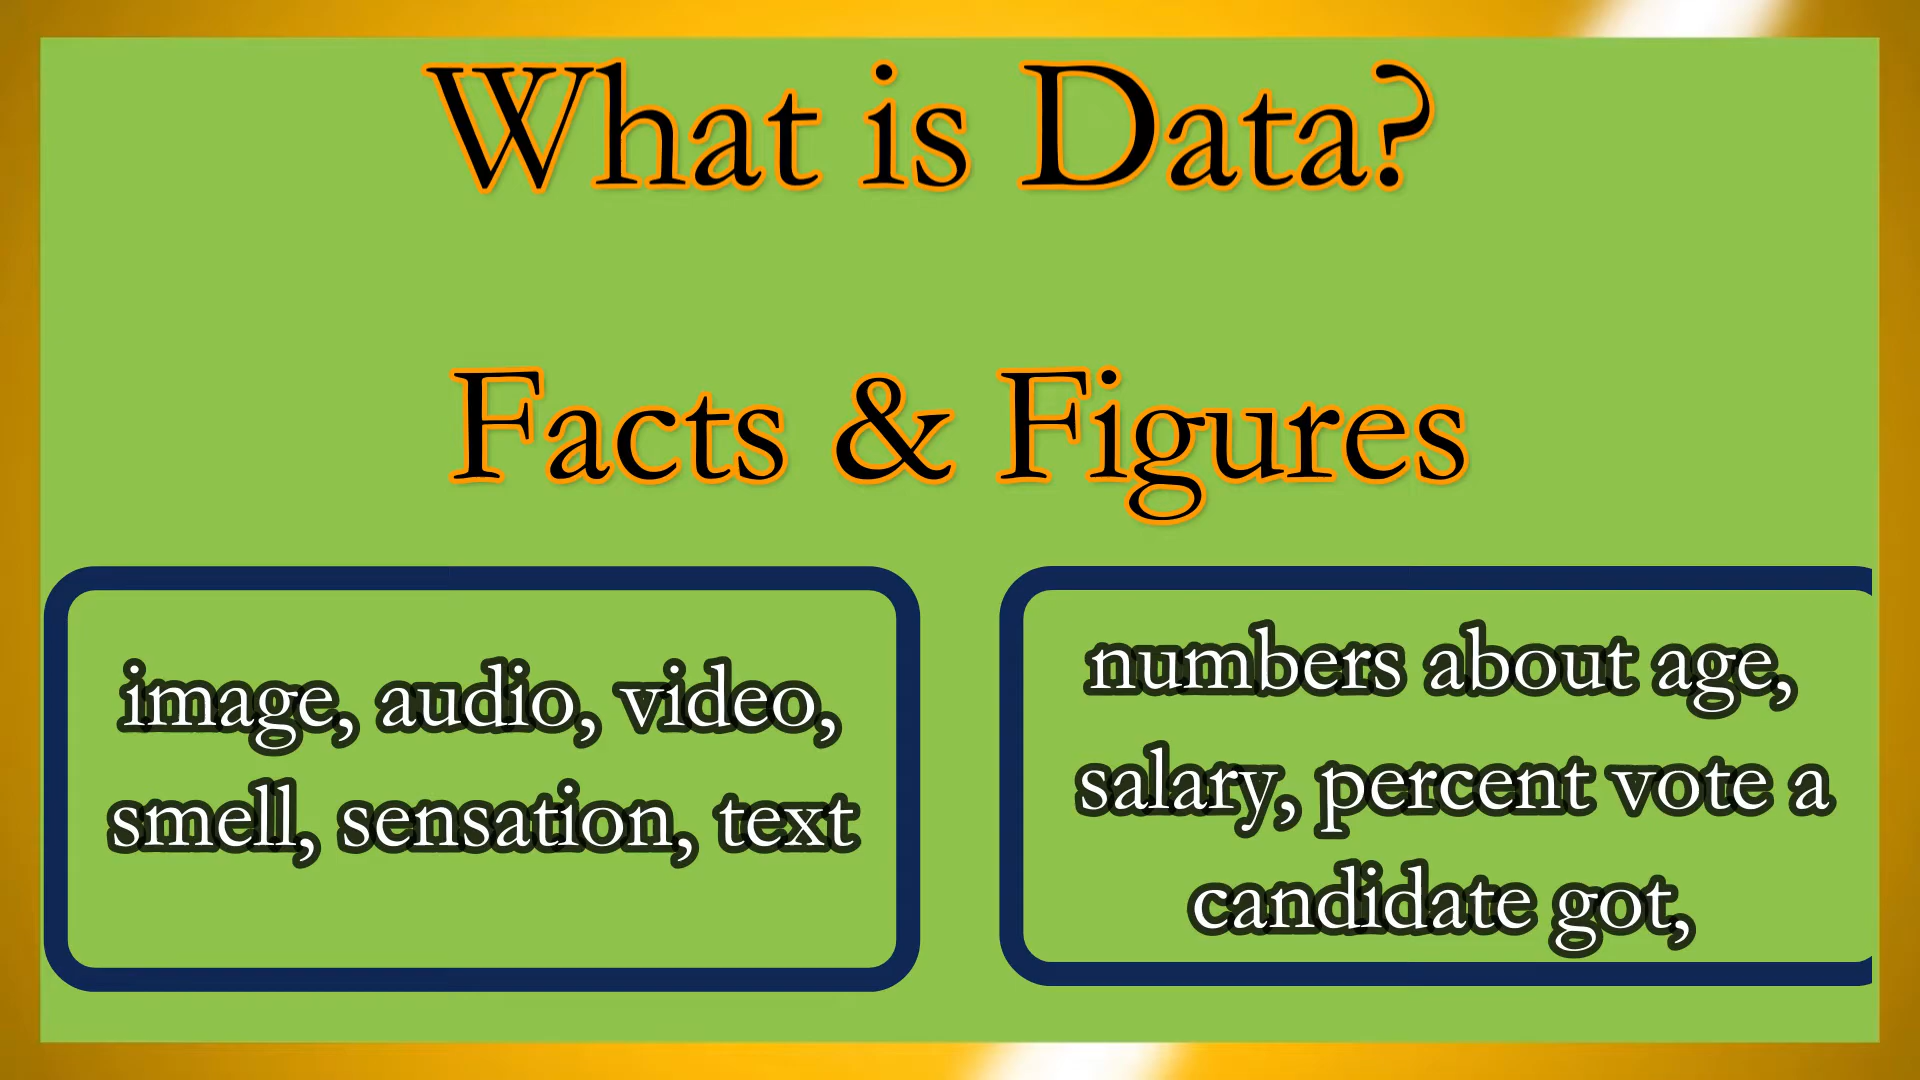 What is Data?
Facts & Figures
image, audio, video,
smell, sensation, text
numbers about age,
salary, percent vote a
candidate got,